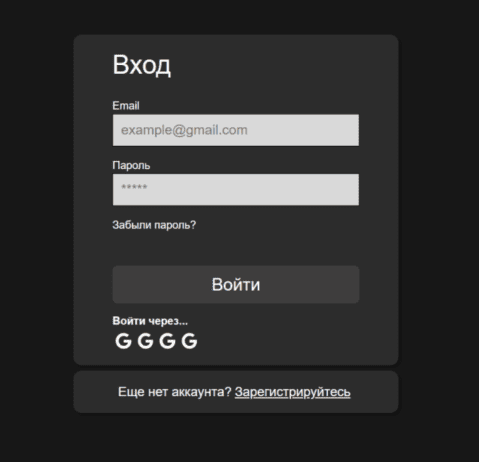 Вход
Email
example@gmail.com
Пароль
*****
Забыли пароль?
Войти
Войти через...
G G G G
Еще нет аккаунта? Зарегистрируйтесь